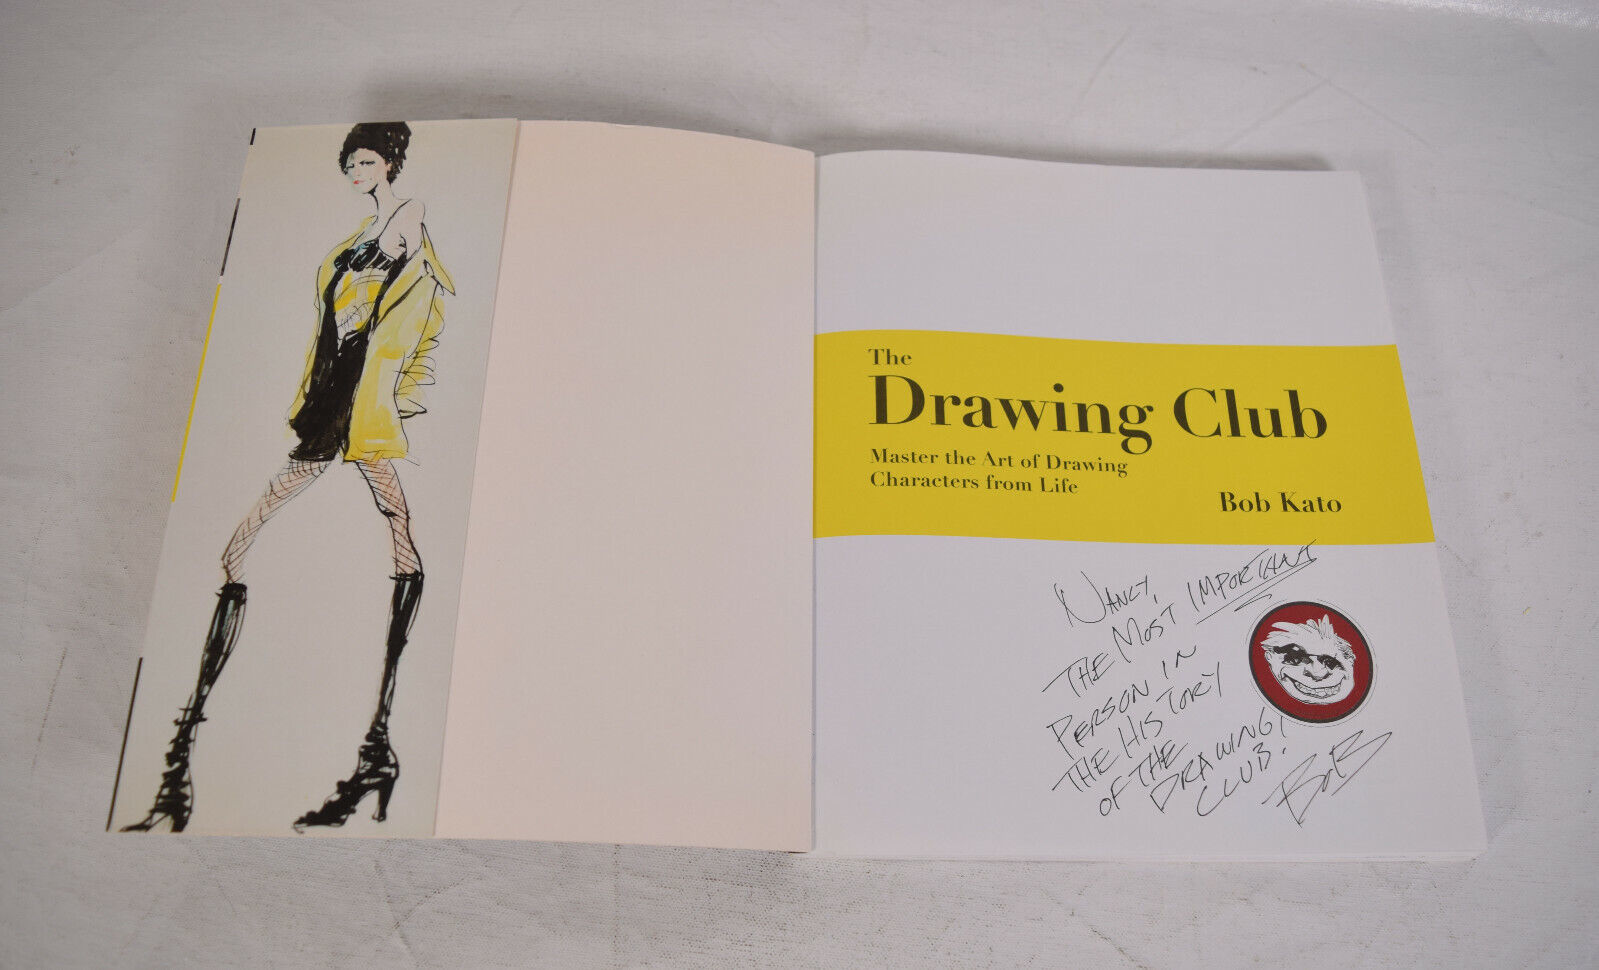 The
Drawing Club
Master the Art of Drawing
Characters from Life
Bob Kato
NANCY,
THE MOST IMPORTANT
PERSON IN
THE HISTORY
OF THE
DRAWING
CLUB!
BOB